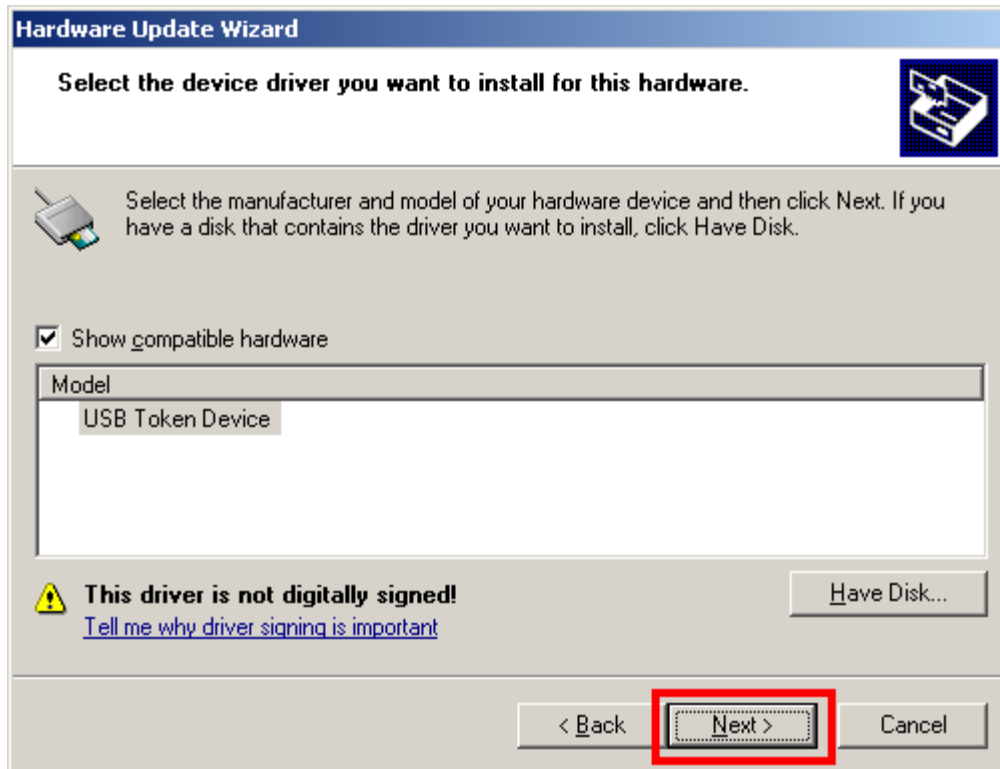 Hardware Update Wizard
Select the device driver you want to install for this hardware.
Select the manufacturer and model of your hardware device and then click Next. If you
have a disk that contains the driver you want to install, click Have Disk.
Show compatible hardware
Model
USB Token Device
This driver is not digitally signed!
Have Disk...
Tell me why driver signing is important
< Back
Next >
Cancel